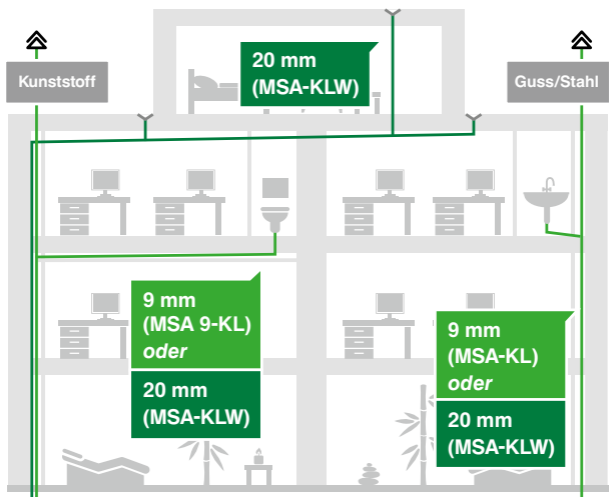 20 mm
(MSA-KLW)
Kunststoff
Guss/Stahl
9 mm
(MSA 9-KL)
oder
20 mm
(MSA-KLW)
9 mm
(MSA-KL)
oder
20 mm
(MSA-KLW)